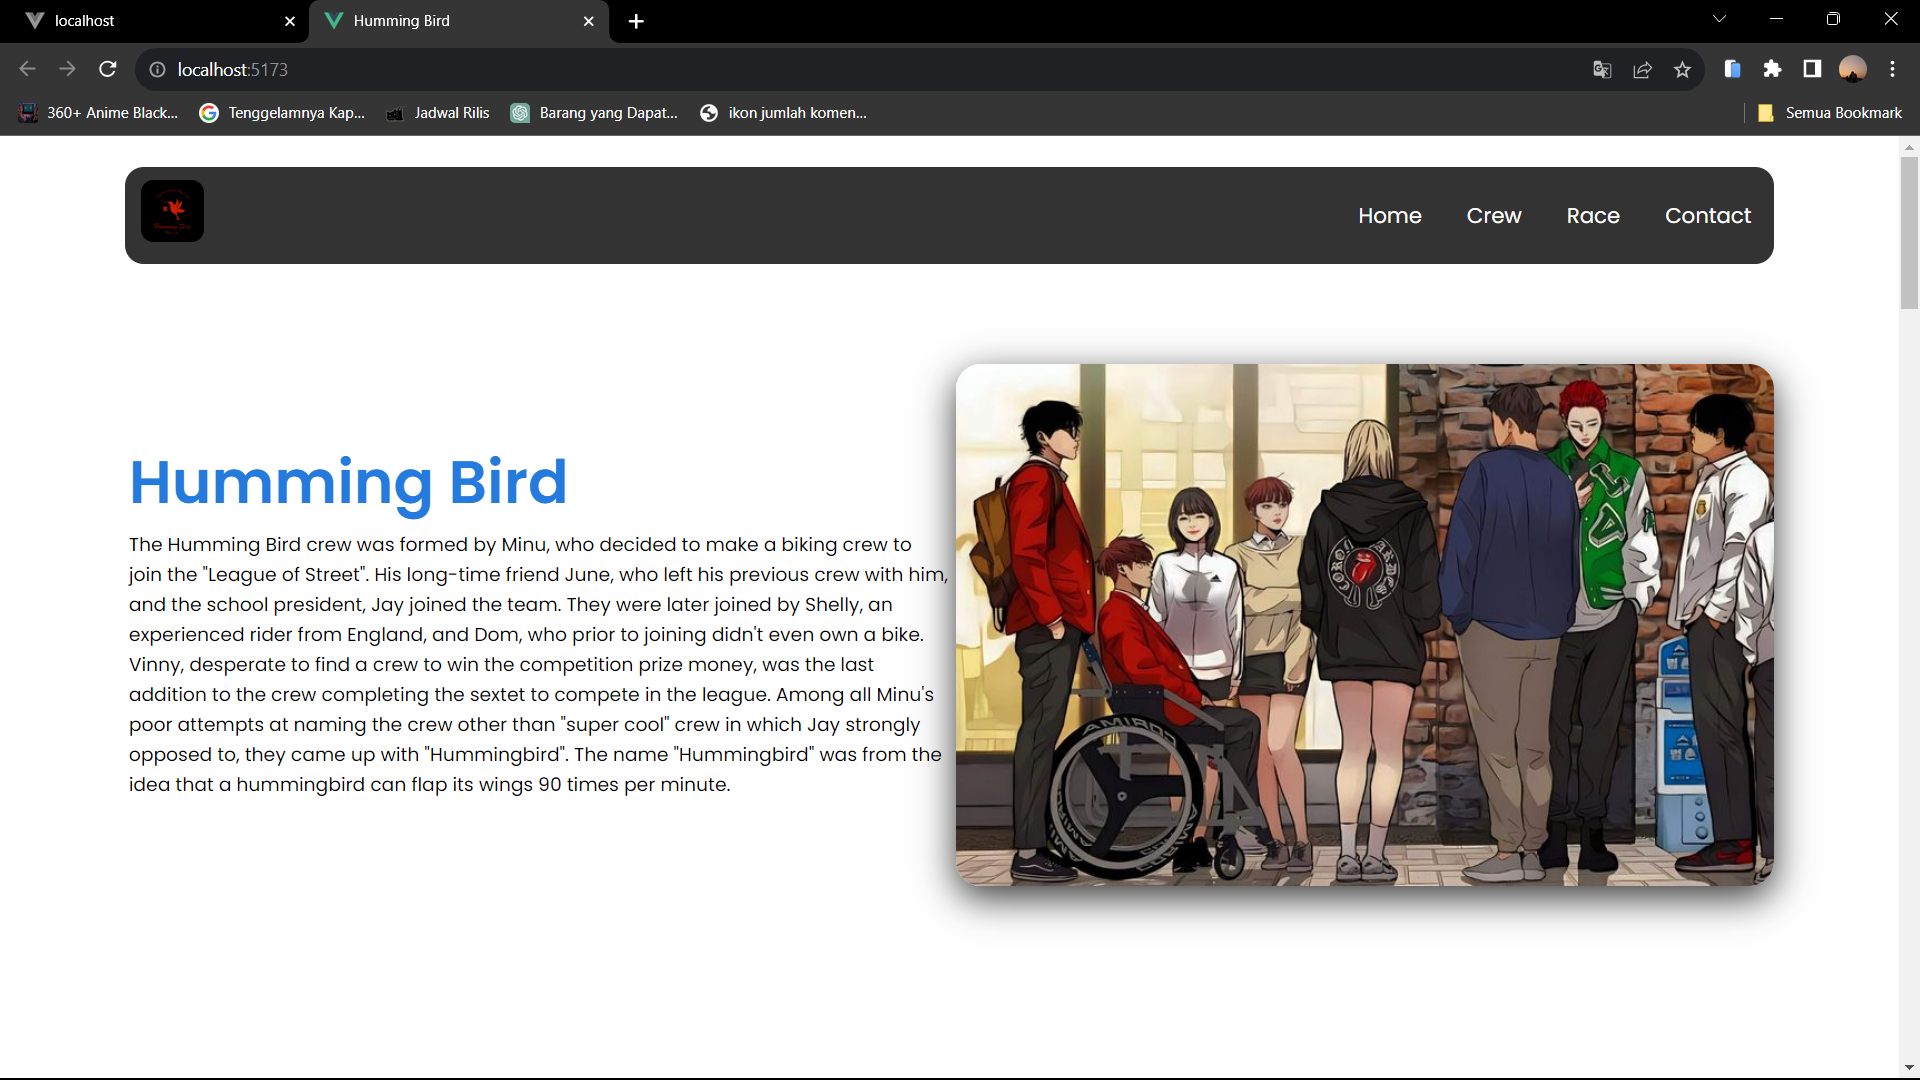 localhost
Humming Bird
localhost:5173
360+ Anime Black...
Tenggelamnya Kap...
Jadwal Rilis
Barang yang Dapat...
ikon jumlah komen...
Semua Bookmark
Humming Bird
Home
Crew
Race
Contact
Humming Bird
The Humming Bird crew was formed by Minu, who decided to make a biking crew to
join the "League of Street". His long-time friend June, who left his previous crew with him,
and the school president, Jay joined the team. They were later joined by Shelly, an
experienced rider from England, and Dom, who prior to joining didn't even own a bike.
Vinny, desperate to find a crew to win the competition prize money, was the last
addition to the crew completing the sextet to compete in the league. Among all Minu's
poor attempts at naming the crew other than "super cool" crew in which Jay strongly
opposed to, they came up with "Hummingbird". The name "Hummingbird" was from the
idea that a hummingbird can flap its wings 90 times per minute.